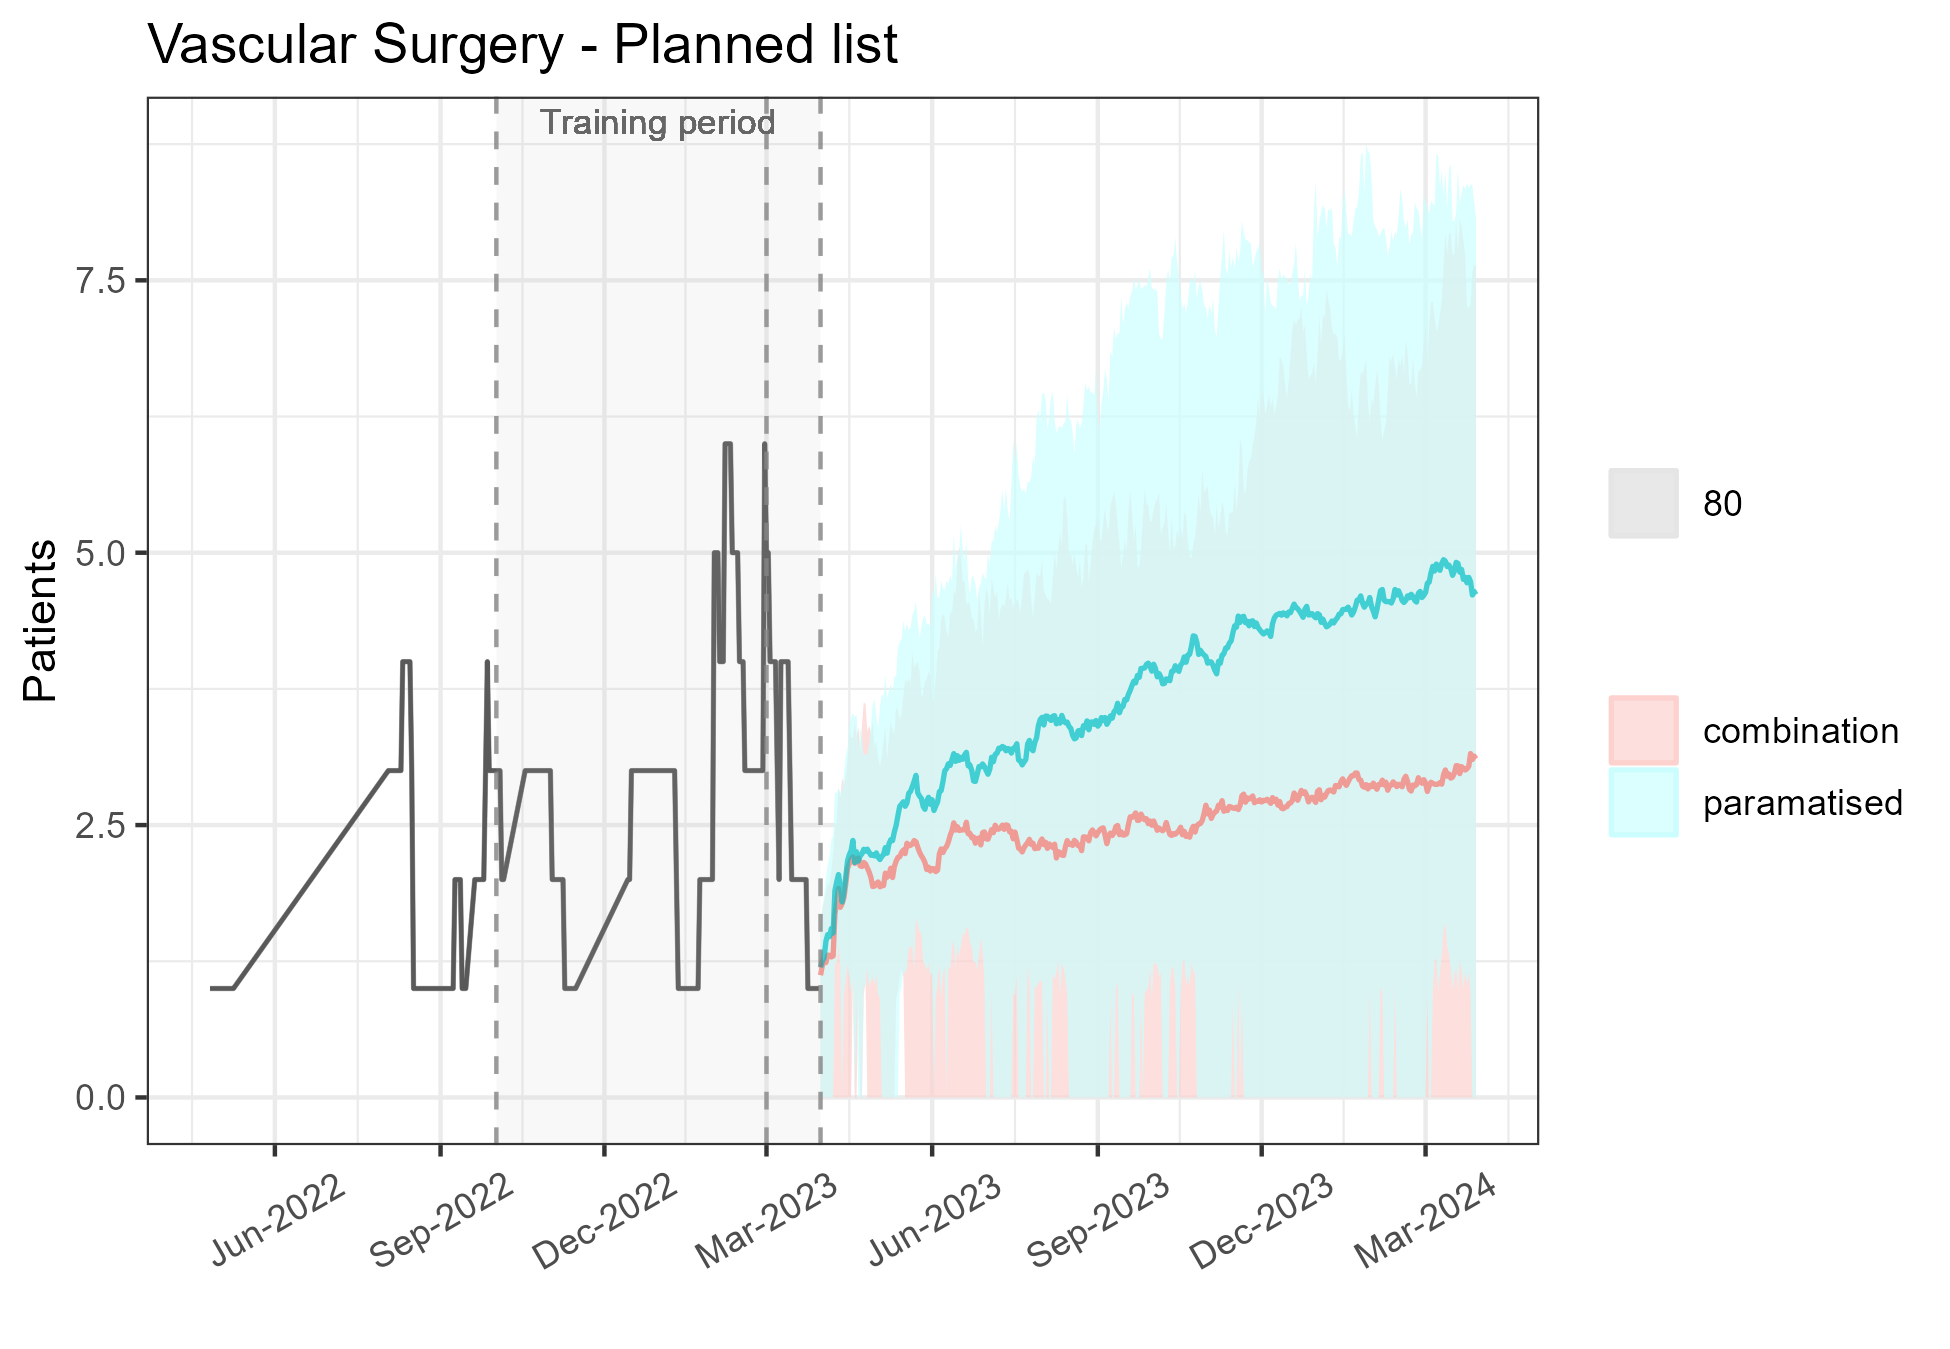 Vascular Surgery - Planned list
Training period
Patients
7.5
5.0
2.5
0.0
Jun-2022
Sep-2022
Dec-2022
Mar-2023
Jun-2023
Sep-2023
Dec-2023
Mar-2024
80
combination
paramatised